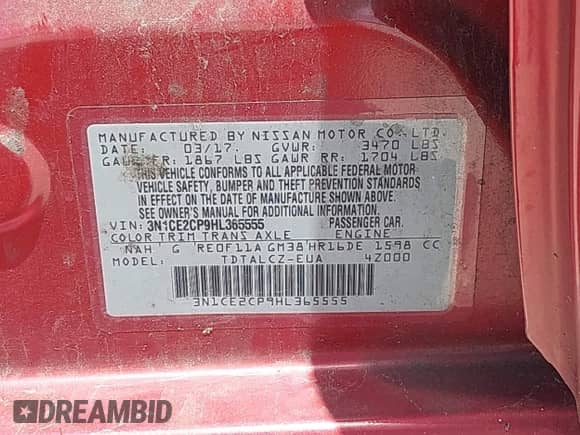 MANUFACTURED BY NISSAN MOTOR CO., LTD.
DATE: 03/17. GVWR: 3470 LBS
GAWR FR: 1867 LBS GAWR RR: 1704 LBS
THIS VEHICLE CONFORMS TO ALL APPLICABLE FEDERAL MOTOR
VEHICLE SAFETY, BUMPER AND THEFT PREVENTION STANDARDS
IN EFFECT ON THE DATE OF MANUFACTURE SHOWN ABOVE.
SEE OWNER'S MANUAL FOR ADDITIONAL INFORMATION.
VIN: 3N1CE2CP9HL365555 PASSENGER CAR.
COLOR TRIM TRANS AXLE ENGINE
NAH G RE0F11A GM38 HR16DE 1598 CC
MODEL: TDTALCZ-EUA 4Z000
3N1CE2CP9HL365555
DREAMBID